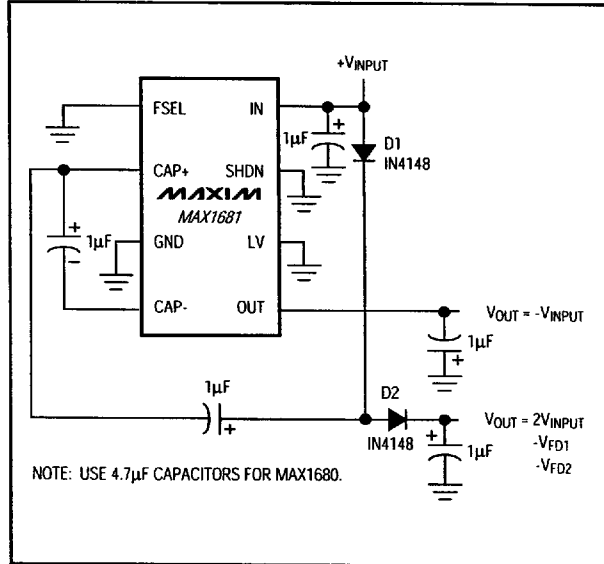 +VINPUT
FSEL
IN
+
1µF
D1
IN4148
CAP+
SHDN
MAXIM
MAX1681
+
1µF
-
GND
LV
CAP-
OUT
VOUT = -VINPUT
1µF
+
1µF
+
D2
IN4148
+
1µF
VOUT = 2VINPUT
-VFD1
-VFD2
NOTE: USE 4.7µF CAPACITORS FOR MAX1680.